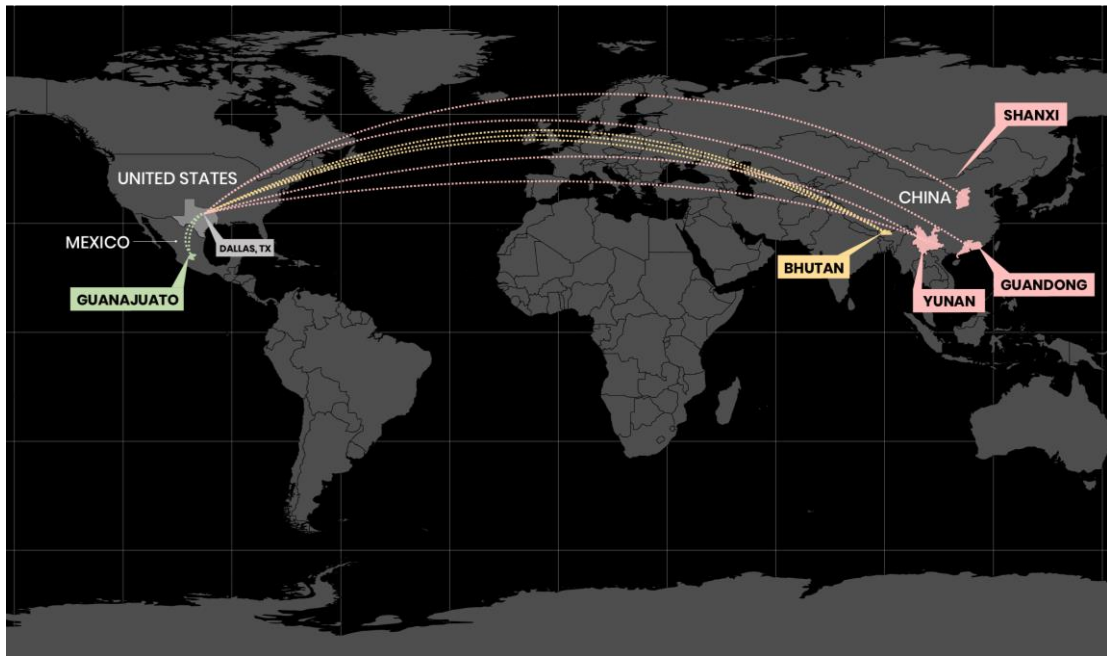 SHANXI
UNITED STATES
CHINA
MEXICO
DALLAS, TX
BHUTAN
GUANDONG
GUANAJUATO
YUNAN